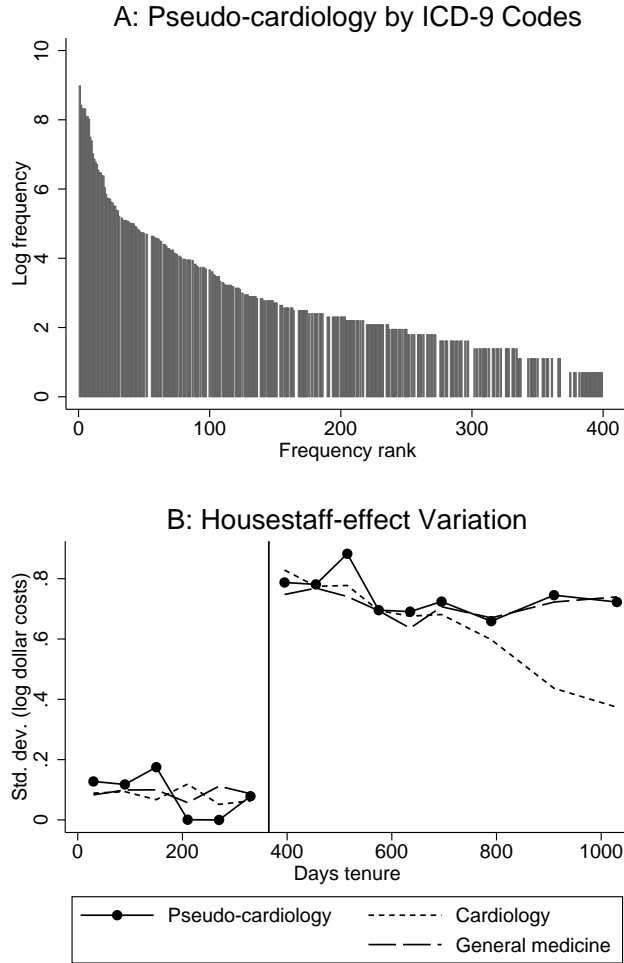 A: Pseudo-cardiology by ICD-9 Codes
10
8
6
4
2
0
Log frequency
0 100 200 300 400
Frequency rank
B: Housestaff-effect Variation
.8
.6
.4
.2
0
Std. dev. (log dollar costs)
0 200 400 600 800 1000
Days tenure
Pseudo-cardiology Cardiology
General medicine